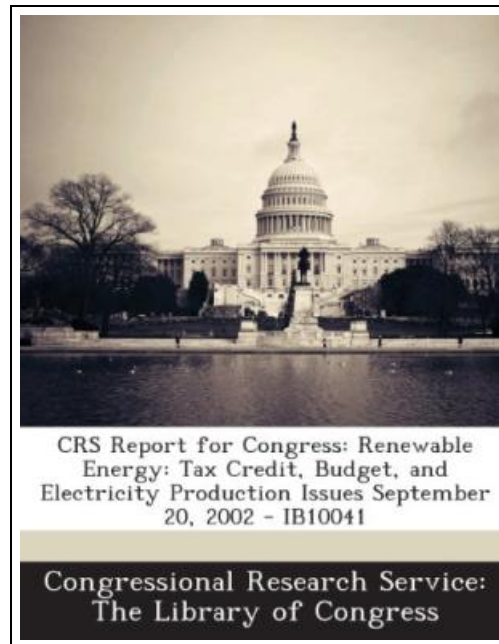 CRS Report for Congress: Renewable
Energy: Tax Credit, Budget, and
Electricity Production Issues September
20, 2002 - IB10041
Congressional Research Service:
The Library of Congress